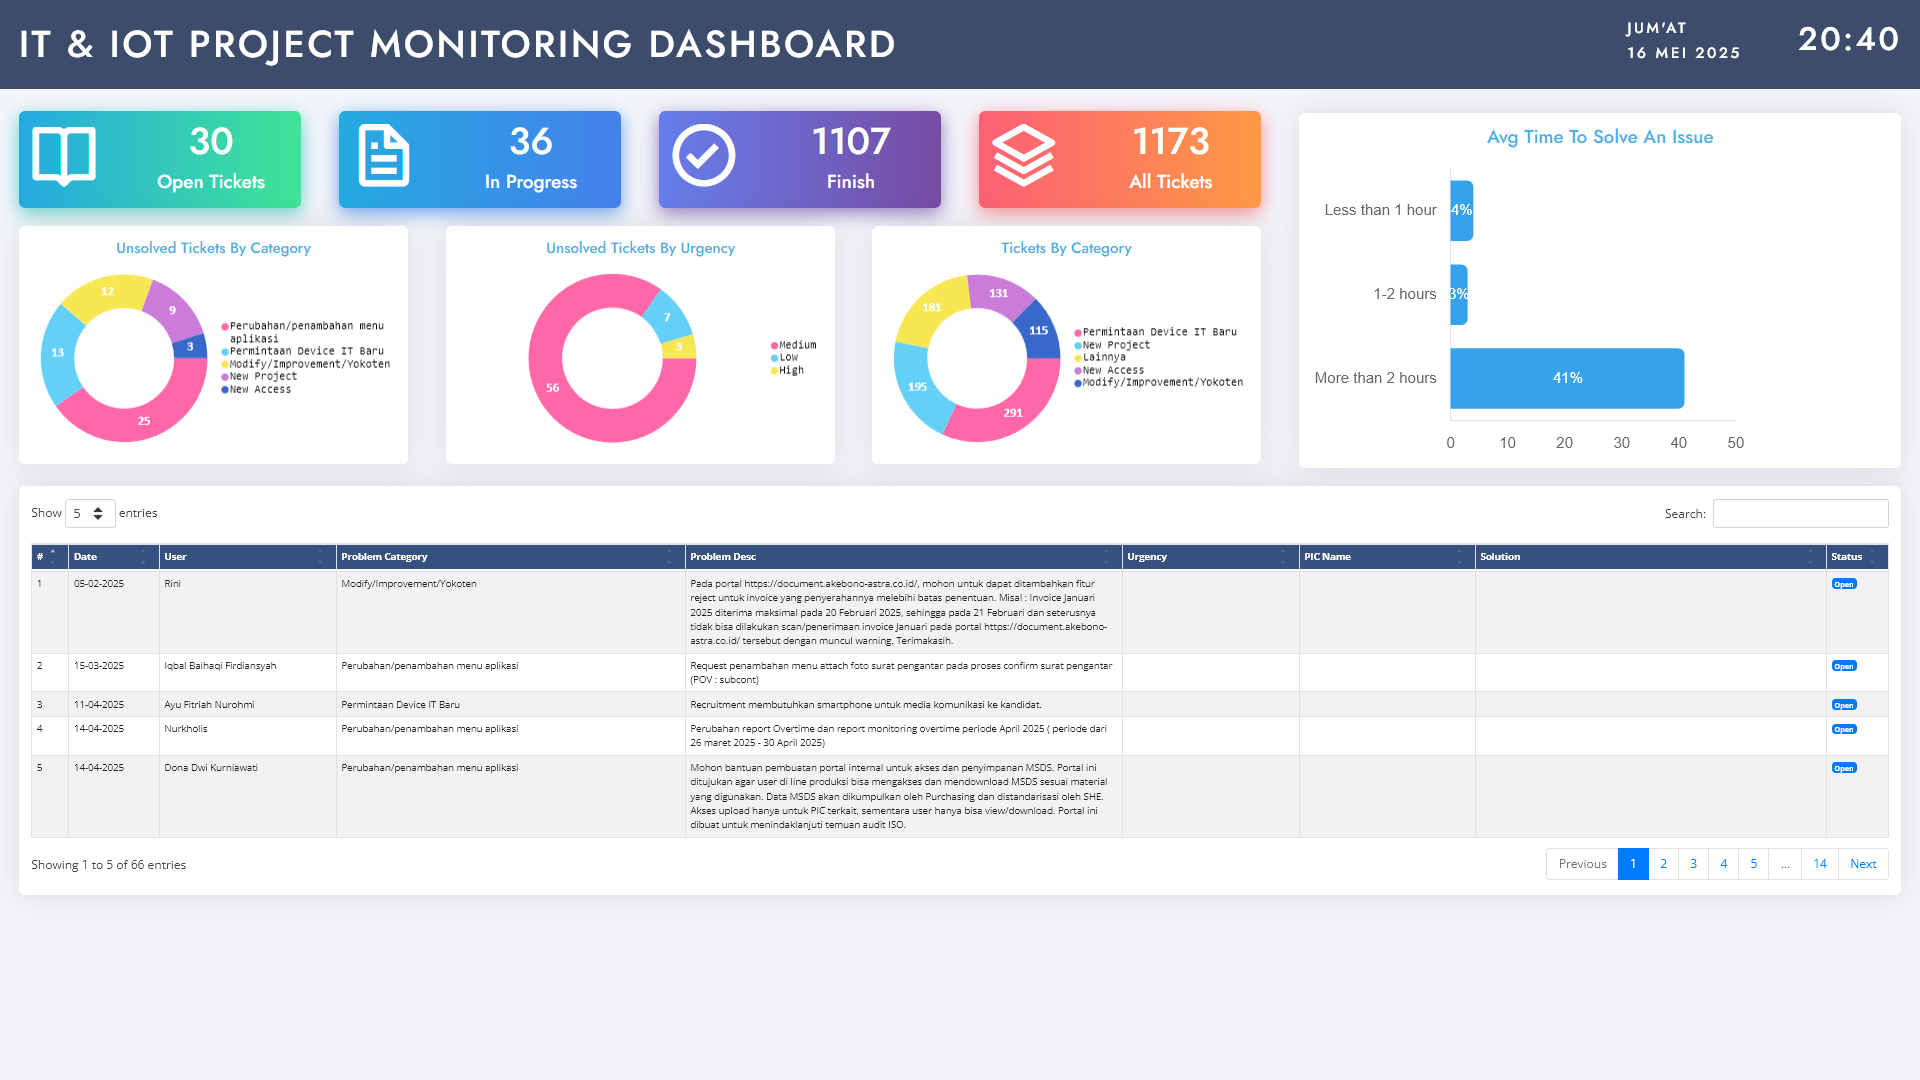 IT & IOT PROJECT MONITORING DASHBOARD
JUM'AT
16 MEI 2025
20:40
30
Open Tickets
36
In Progress
1107
Finish
1173
All Tickets
Unsolved Tickets By Category
12
9
3
13
25
Perubahan/penambahan menu
aplikasi
Permintaan Device IT Baru
Modify/Improvement/Yokoten
New Project
New Access
Unsolved Tickets By Urgency
7
3
56
Medium
Low
High
Tickets By Category
131
181
115
195
291
Permintaan Device IT Baru
New Project
Lainnya
New Access
Modify/Improvement/Yokoten
Avg Time To Solve An Issue
Less than 1 hour 4%
1-2 hours 3%
More than 2 hours 41%
0 10 20 30 40 50
Show 5 entries
Search:
# Date User Problem Category Problem Desc Urgency PIC Name Solution Status
1 05-02-2025 Rini Modify/Improvement/Yokoten Pada portal https://document.akebono-astra.co.id/, mohon untuk dapat ditambahkan fitur Open
reject untuk invoice yang penyerahannya melebihi batas penentuan. Misal : Invoice Januari
2025 diterima maksimal pada 20 Februari 2025, sehingga pada 21 Februari dan seterusnya
tidak bisa dilakukan scan/penerimaan invoice Januari pada portal https://document.akebono-
astra.co.id/ tersebut dengan muncul warning. Terimakasih.
2 15-03-2025 Iqbal Baihaqi Firdiansyah Perubahan/penambahan menu aplikasi Request penambahan menu attach foto surat pengantar pada proses confirm surat pengantar Open
(POV : subcont)
3 11-04-2025 Ayu Fitriah Nurohmi Permintaan Device IT Baru Recruitment membutuhkan smartphone untuk media komunikasi ke kandidat. Open
4 14-04-2025 Nurkholis Perubahan/penambahan menu aplikasi Perubahan report Overtime dan report monitoring overtime periode April 2025 ( periode dari Open
26 maret 2025 - 30 April 2025)
5 14-04-2025 Dona Dwi Kurniawati Perubahan/penambahan menu aplikasi Mohon bantuan pembuatan portal internal untuk akses dan penyimpanan MSDS. Portal ini Open
ditujukan agar user di line produksi bisa mengakses dan mendownload MSDS sesuai material
yang digunakan. Data MSDS akan dikumpulkan oleh Purchasing dan distandarisasi oleh SHE.
Akses upload hanya untuk PIC terkait, sementara user hanya bisa view/download. Portal ini
dibuat untuk menindaklanjuti temuan audit ISO.
Showing 1 to 5 of 66 entries
Previous 1 2 3 4 5 … 14 Next